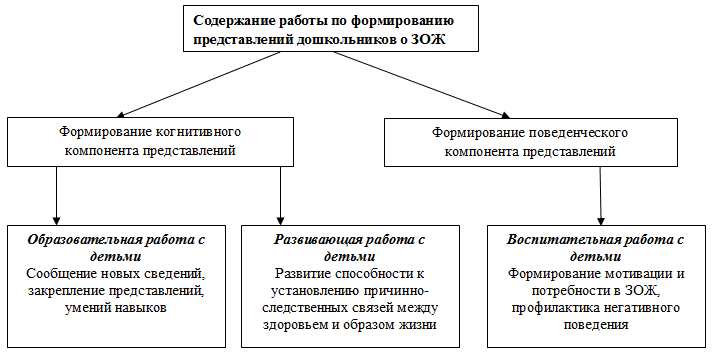 Содержание работы по формированию
представлений дошкольников о ЗОЖ
Формирование когнитивного
компонента представлений
Формирование поведенческого
компонента представлений
Образовательная работа с
детьми
Сообщение новых сведений,
закрепление представлений,
умений навыков
Развивающая работа с
детьми
Развитие способности к
установлению причинно-
следственных связей между
здоровьем и образом жизни
Воспитательная работа с
детьми
Формирование мотивации и
потребности в ЗОЖ,
профилактика негативного
поведения